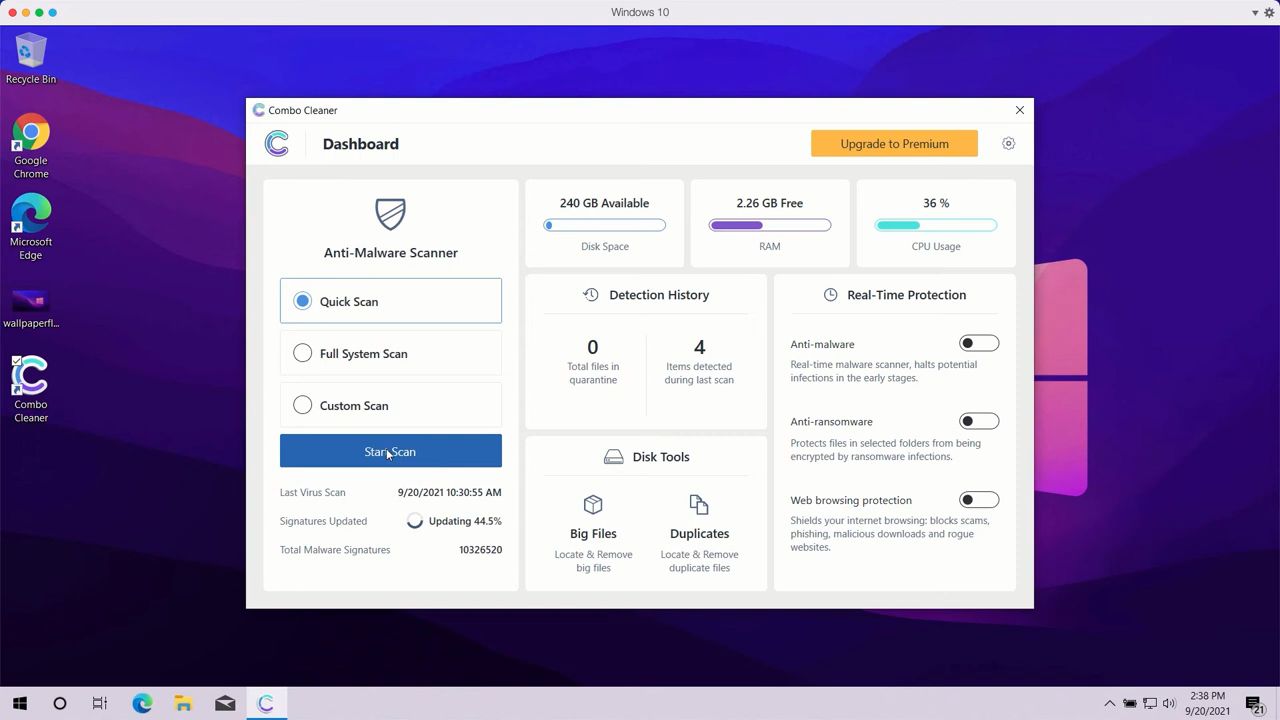 Windows 10
Recycle Bin
Google
Chrome
Microsoft
Edge
wallpaperfl...
Combo
Cleaner
Combo Cleaner
Dashboard
Upgrade to Premium
Anti-Malware Scanner
Quick Scan
Full System Scan
Custom Scan
Start Scan
Last Virus Scan 9/20/2021 10:30:55 AM
Signatures Updated Updating 44.5%
Total Malware Signatures 10326520
240 GB Available
Disk Space
2.26 GB Free
RAM
36 %
CPU Usage
Detection History
0
Total files in
quarantine
4
Items detected
during last scan
Disk Tools
Big Files
Locate & Remove
big files
Duplicates
Locate & Remove
duplicate files
Real-Time Protection
Anti-malware
Real-time malware scanner, halts potential
infections in the early stages.
Anti-ransomware
Protects files in selected folders from being
encrypted by ransomware infections.
Web browsing protection
Shields your internet browsing: blocks scams,
phishing, malicious downloads and rogue
websites.
2:38 PM
9/20/2021
21